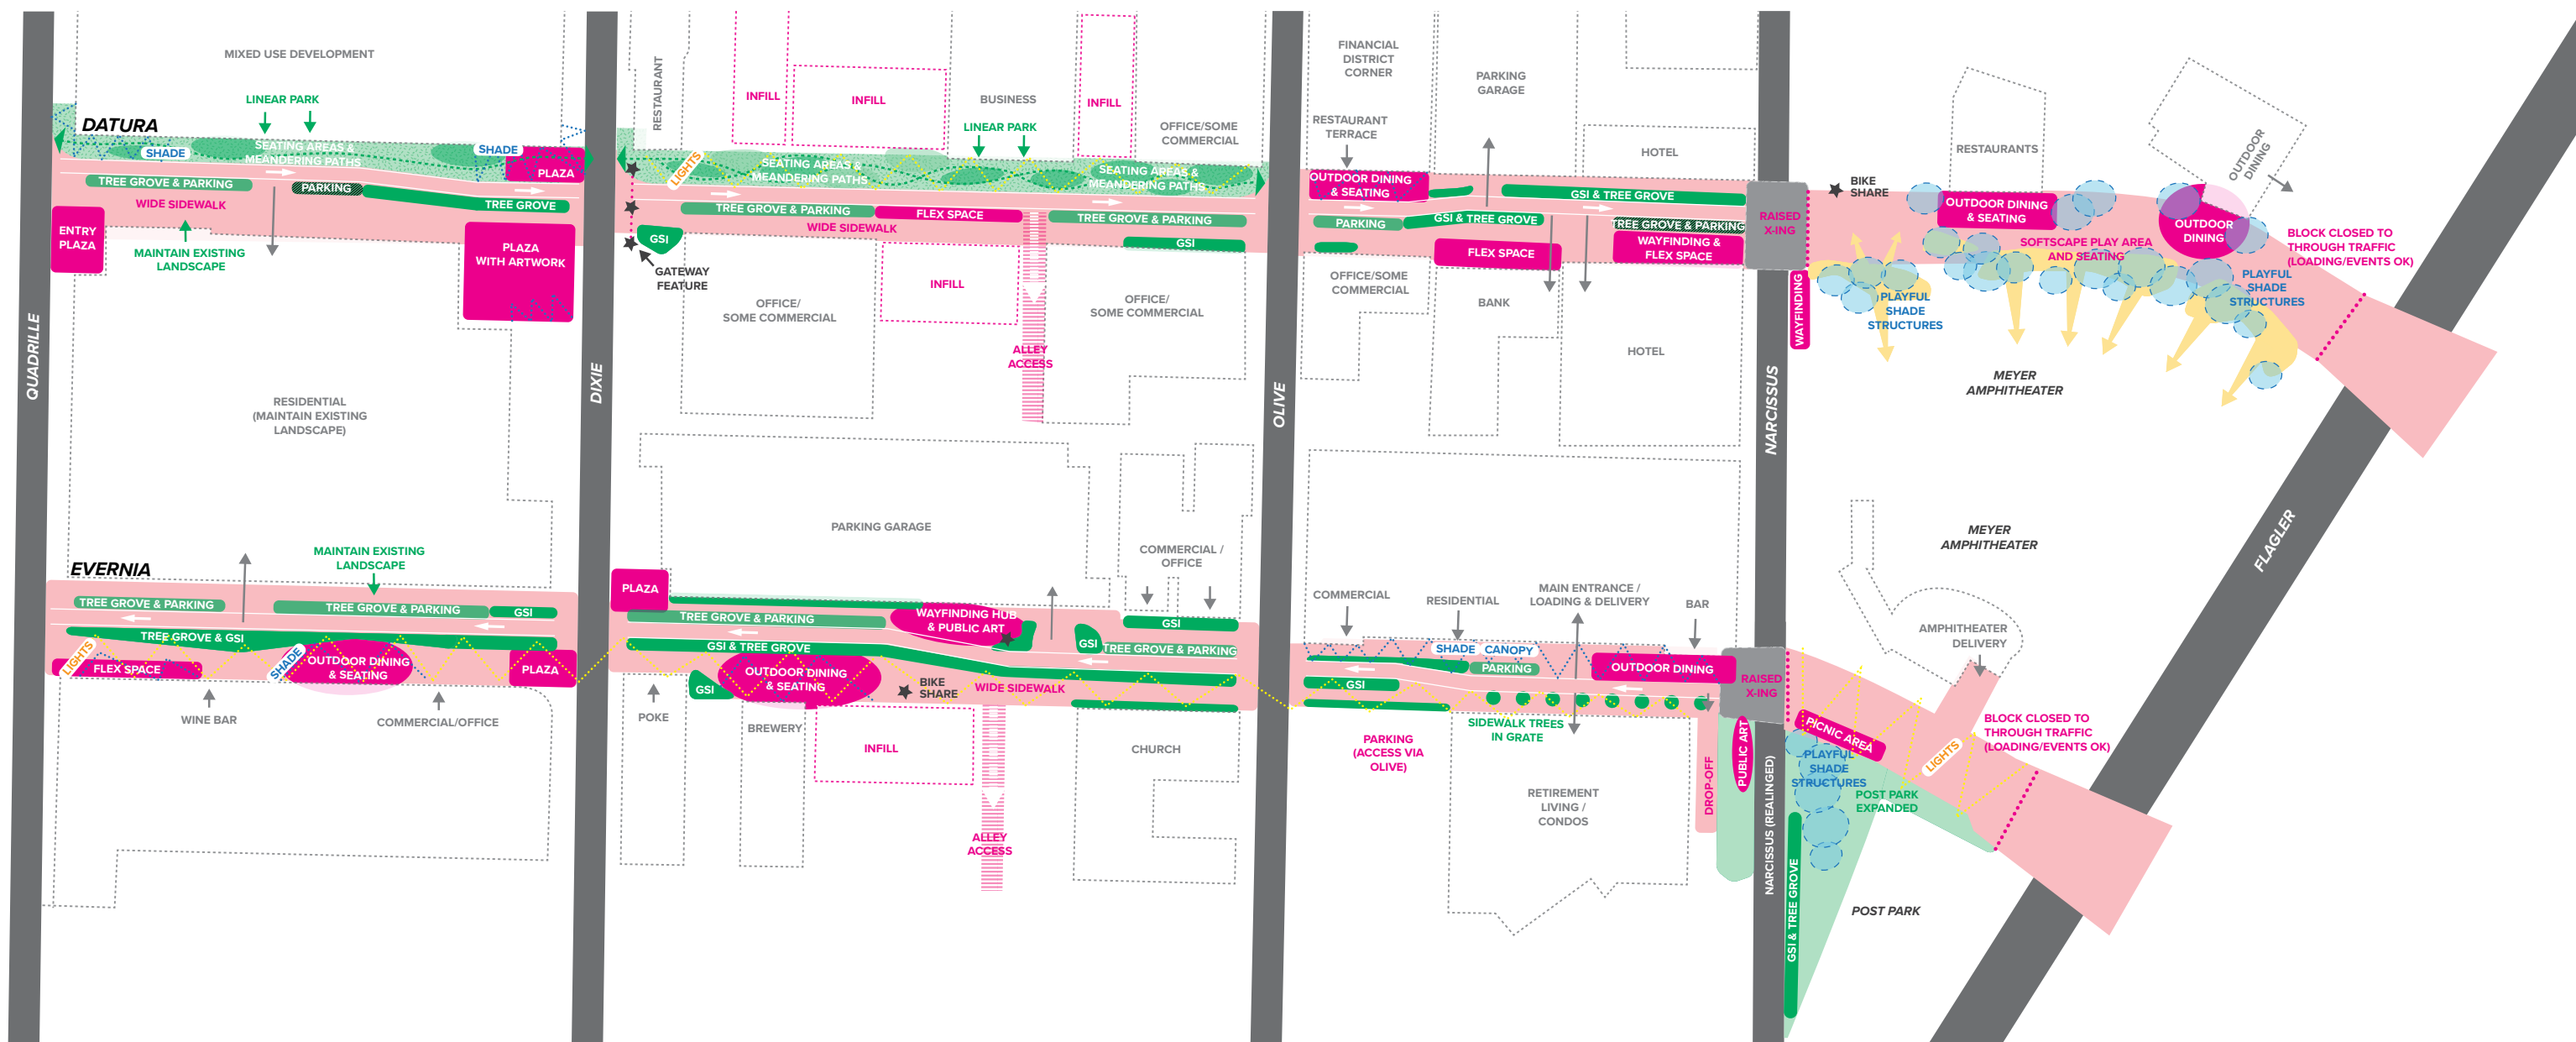 MIXED USE DEVELOPMENT
LINEAR PARK
DATURA
SHADE
SEATING AREAS &
MEANDERING PATHS
SHADE
PLAZA
TREE GROVE & PARKING
PARKING
TREE GROVE
WIDE SIDEWALK
ENTRY
PLAZA
MAINTAIN EXISTING
LANDSCAPE
PLAZA
WITH ARTWORK
QUADRILLE
RESIDENTIAL
(MAINTAIN EXISTING
LANDSCAPE)
DIXIE
RESTAURANT
INFILL
INFILL
BUSINESS
LINEAR PARK
INFILL
OFFICE/SOME
COMMERCIAL
LIGHTS
SEATING AREAS &
MEANDERING PATHS
SEATING AREAS &
MEANDERING PATHS
TREE GROVE & PARKING
FLEX SPACE
TREE GROVE & PARKING
WIDE SIDEWALK
GSI
GSI
GATEWAY
FEATURE
OFFICE/
SOME COMMERCIAL
INFILL
OFFICE/
SOME COMMERCIAL
ALLEY
ACCESS
OLIVE
FINANCIAL
DISTRICT
CORNER
PARKING
GARAGE
RESTAURANT
TERRACE
HOTEL
OUTDOOR DINING
& SEATING
GSI & TREE GROVE
PARKING
GSI & TREE GROVE
TREE GROVE & PARKING
FLEX SPACE
WAYFINDING &
FLEX SPACE
OFFICE/SOME
COMMERCIAL
BANK
HOTEL
RAISED
X-ING
WAYFINDING
NARCISSUS
BIKE
SHARE
RESTAURANTS
OUTDOOR
DINING
OUTDOOR DINING
& SEATING
OUTDOOR
DINING
SOFTSCAPE PLAY AREA
AND SEATING
BLOCK CLOSED TO
THROUGH TRAFFIC
(LOADING/EVENTS OK)
PLAYFUL
SHADE
STRUCTURES
PLAYFUL
SHADE
STRUCTURES
MEYER
AMPHITHEATER
FLAGLER
EVERNIA
MAINTAIN EXISTING
LANDSCAPE
TREE GROVE & PARKING
TREE GROVE & PARKING
GSI
TREE GROVE & GSI
LIGHTS
FLEX SPACE
SHADE
OUTDOOR DINING
& SEATING
PLAZA
WINE BAR
COMMERCIAL/OFFICE
PARKING GARAGE
COMMERCIAL /
OFFICE
PLAZA
TREE GROVE & PARKING
WAYFINDING HUB
& PUBLIC ART
GSI
GSI
TREE GROVE & PARKING
GSI & TREE GROVE
OUTDOOR DINING
& SEATING
GSI
BIKE
SHARE
WIDE SIDEWALK
POKE
BREWERY
INFILL
CHURCH
ALLEY
ACCESS
COMMERCIAL
RESIDENTIAL
MAIN ENTRANCE /
LOADING & DELIVERY
BAR
SHADE
CANOPY
PARKING
OUTDOOR DINING
GSI
SIDEWALK TREES
IN GRATE
PARKING
(ACCESS VIA
OLIVE)
RETIREMENT
LIVING /
CONDOS
DROP-OFF
RAISED
X-ING
PUBLIC ART
NARCISSUS (REALINGED)
MEYER
AMPHITHEATER
AMPHITHEATER
DELIVERY
PICNIC AREA
PLAYFUL
SHADE
STRUCTURES
LIGHTS
BLOCK CLOSED TO
THROUGH TRAFFIC
(LOADING/EVENTS OK)
POST PARK
EXPANDED
GSI & TREE GROVE
POST PARK